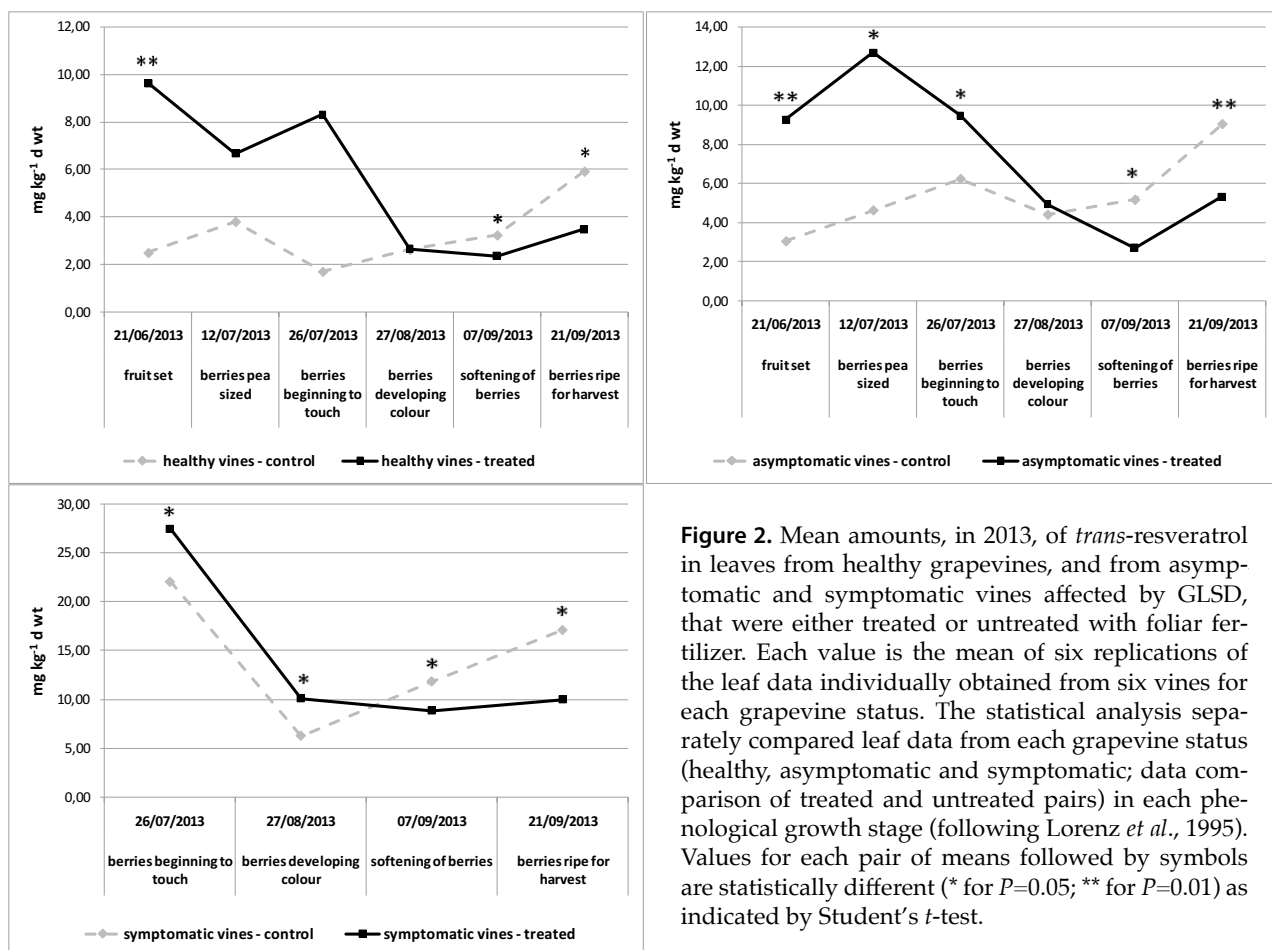 12,00
10,00
8,00
6,00
4,00
2,00
0,00
mg kg⁻¹ d wt
**
*
*
21/06/2013 12/07/2013 26/07/2013 27/08/2013 07/09/2013 21/09/2013
fruit set berries pea berries berries softening of berries ripe
sized beginning to developing berries for harvest
touch colour
healthy vines - control healthy vines - treated
14,00
12,00
10,00
8,00
6,00
4,00
2,00
0,00
mg kg⁻¹ d wt
**
*
*
*
**
21/06/2013 12/07/2013 26/07/2013 27/08/2013 07/09/2013 21/09/2013
fruit set berries pea berries berries softening of berries ripe
sized beginning to developing berries for harvest
touch colour
asymptomatic vines - control asymptomatic vines - treated
30,00
25,00
20,00
15,00
10,00
5,00
0,00
mg kg⁻¹ d wt
*
*
*
*
26/07/2013 27/08/2013 07/09/2013 21/09/2013
berries beginning to berries developing softening of berries berries ripe for
touch colour harvest
symptomatic vines - control symptomatic vines - treated
Figure 2. Mean amounts, in 2013, of trans-resveratrol
in leaves from healthy grapevines, and from asymp-
tomatic and symptomatic vines affected by GLSD,
that were either treated or untreated with foliar fer-
tilizer. Each value is the mean of six replications of
the leaf data individually obtained from six vines for
each grapevine status. The statistical analysis sepa-
rately compared leaf data from each grapevine status
(healthy, asymptomatic and symptomatic; data com-
parison of treated and untreated pairs) in each phe-
nological growth stage (following Lorenz et al., 1995).
Values for each pair of means followed by symbols
are statistically different (* for P=0.05; ** for P=0.01) as
indicated by Student's t-test.